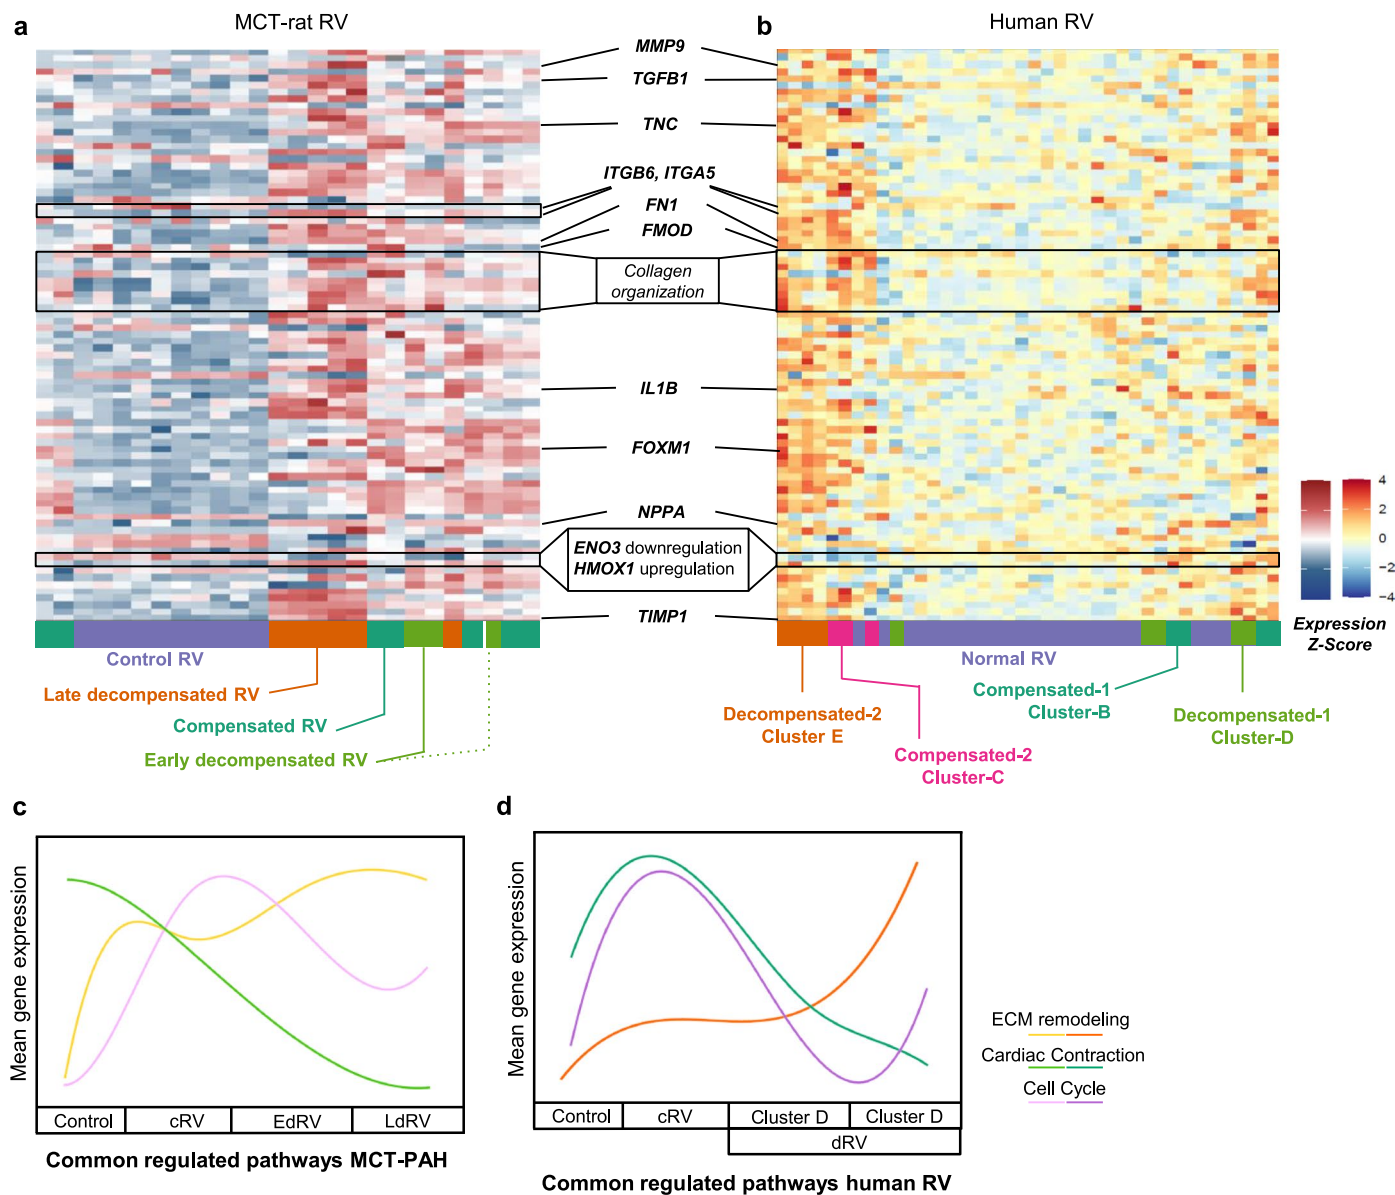 a
MCT-rat RV
b
Human RV
MMP9
TGFB1
TNC
ITGB6, ITGA5
FN1
FMOD
Collagen
organization
IL1B
FOXM1
NPPA
ENO3 downregulation
HMOX1 upregulation
TIMP1
4
2
0
−2
−4
Expression
Z-Score
Control RV
Late decompensated RV
Compensated RV
Early decompensated RV
Normal RV
Compensated-1
Cluster-B
Decompensated-2
Cluster E
Decompensated-1
Cluster-D
Compensated-2
Cluster-C
c
Mean gene expression
Control
cRV
EdRV
LdRV
Common regulated pathways MCT-PAH
d
Mean gene expression
Control
cRV
Cluster D
Cluster D
dRV
Common regulated pathways human RV
ECM remodeling
Cardiac Contraction
Cell Cycle